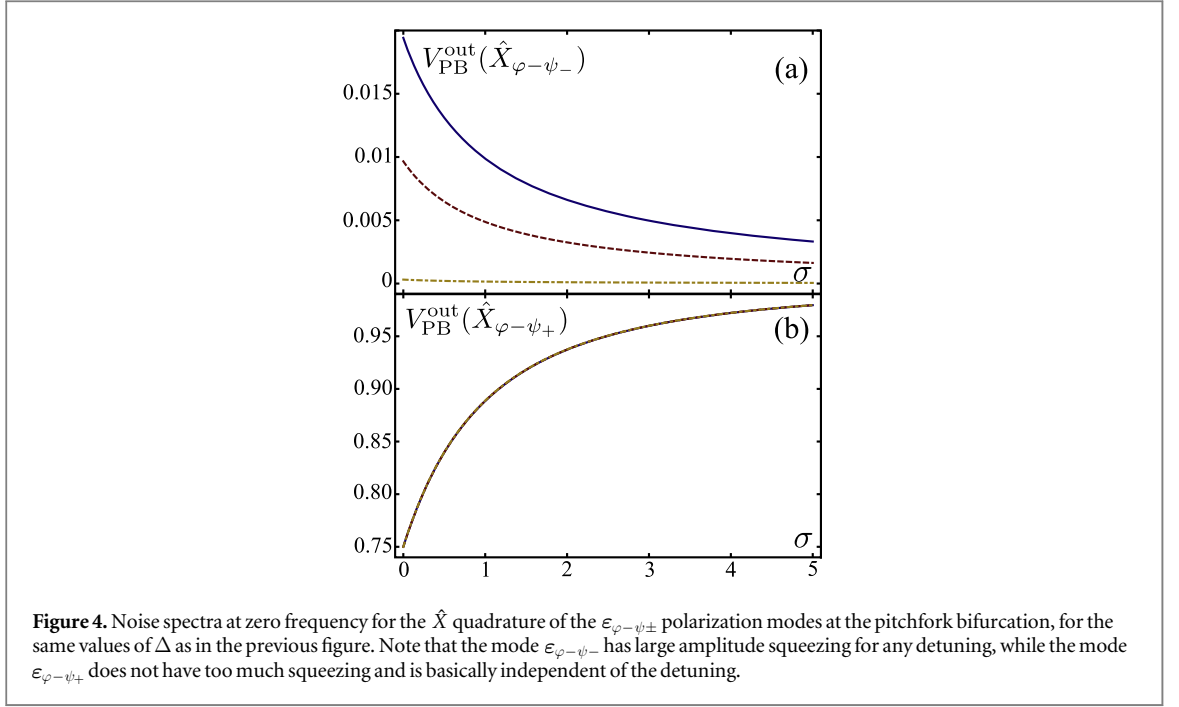 V_PB^out(X̂_φ−ψ_−)
(a)
0.015
0.01
0.005
0
σ
V_PB^out(X̂_φ−ψ_+)
(b)
0.95
0.90
0.85
0.80
0.75
σ
0 1 2 3 4 5
Figure 4. Noise spectra at zero frequency for the X̂ quadrature of the ε_φ−ψ± polarization modes at the pitchfork bifurcation, for the
same values of Δ as in the previous figure. Note that the mode ε_φ−ψ− has large amplitude squeezing for any detuning, while the mode
ε_φ−ψ+ does not have too much squeezing and is basically independent of the detuning.